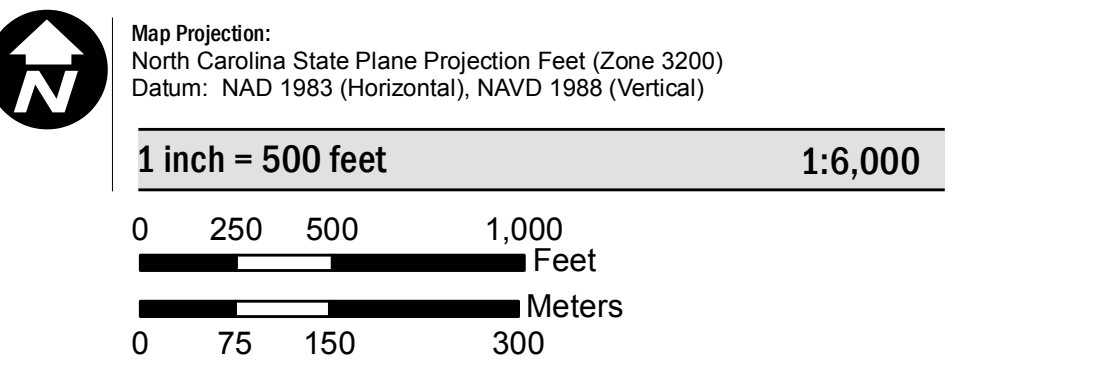 N
Map Projection:
North Carolina State Plane Projection Feet (Zone 3200)
Datum: NAD 1983 (Horizontal), NAVD 1988 (Vertical)
1 inch = 500 feet 1:6,000
0 250 500 1,000
Feet
Meters
0 75 150 300